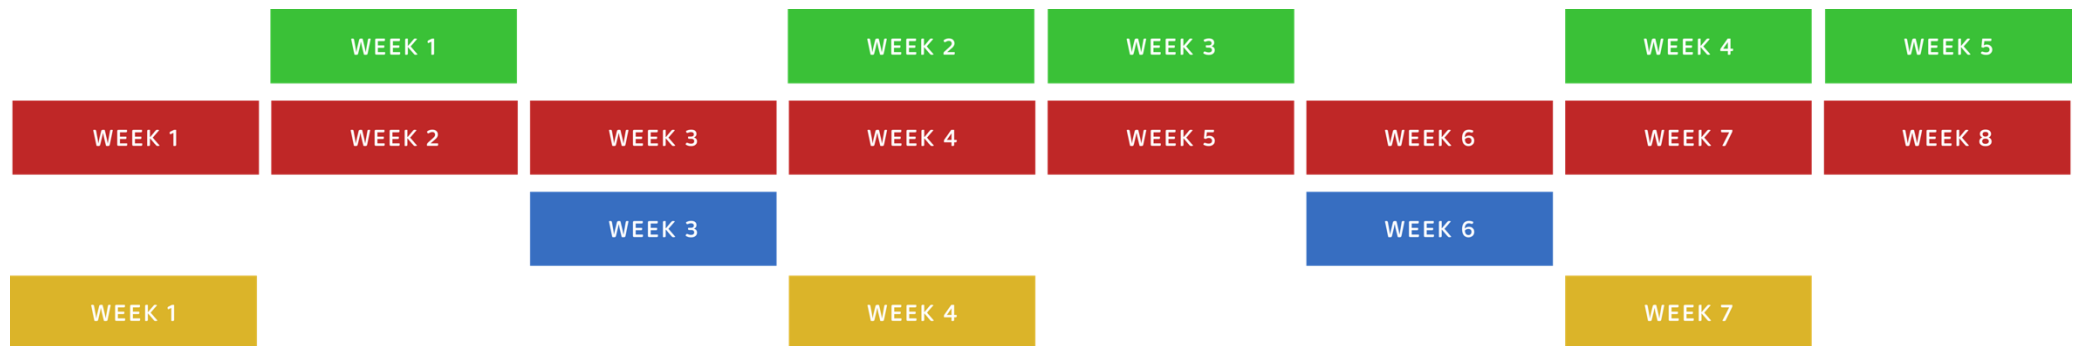 WEEK 1 WEEK 2 WEEK 3 WEEK 4 WEEK 5
WEEK 1 WEEK 2 WEEK 3 WEEK 4 WEEK 5 WEEK 6 WEEK 7 WEEK 8
WEEK 3 WEEK 6
WEEK 1 WEEK 4 WEEK 7